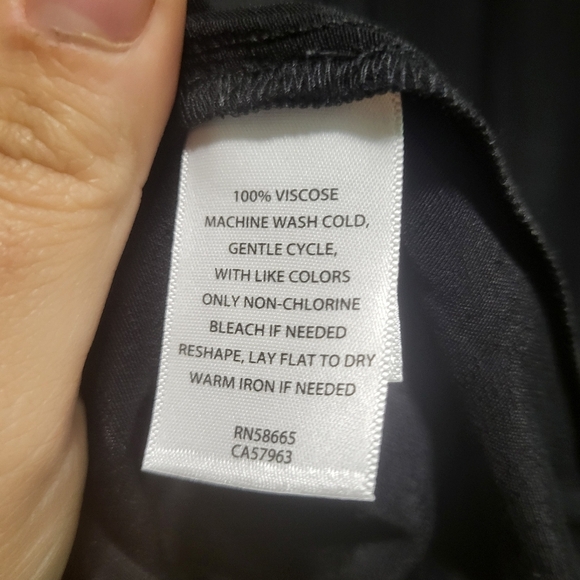 100% VISCOSE
MACHINE WASH COLD,
GENTLE CYCLE,
WITH LIKE COLORS
ONLY NON-CHLORINE
BLEACH IF NEEDED
RESHAPE, LAY FLAT TO DRY
WARM IRON IF NEEDED
RN58665
CA57963